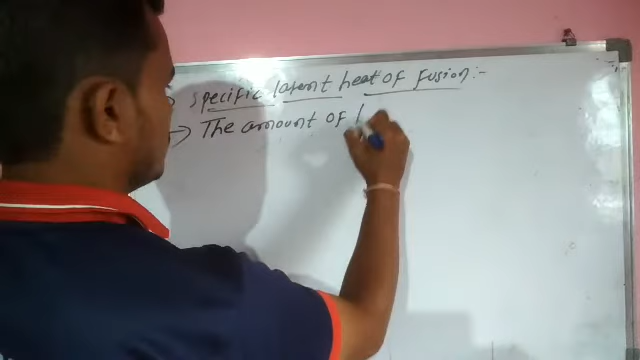 specific latent heat of fusion:-
→ The amount of